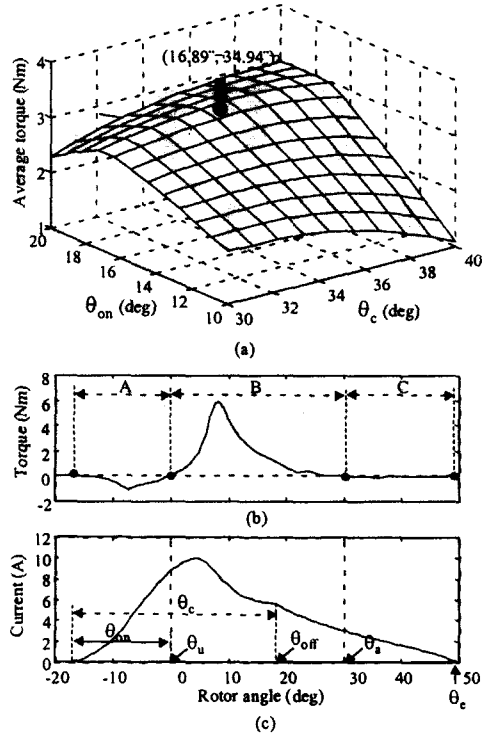 (16.89°,34.94°)
Average torque (Nm)
4
3
2
1
20
18
16
14
12
10
θon (deg)
30
32
34
36
38
40
θc (deg)
(a)
Torque (Nm)
8
6
4
2
0
-2
A
B
C
(b)
Current (A)
12
10
8
6
4
2
0
θc
θon
θu
θoff
θa
-20
-10
0
10
20
30
40
50
Rotor angle (deg)
θe
(c)